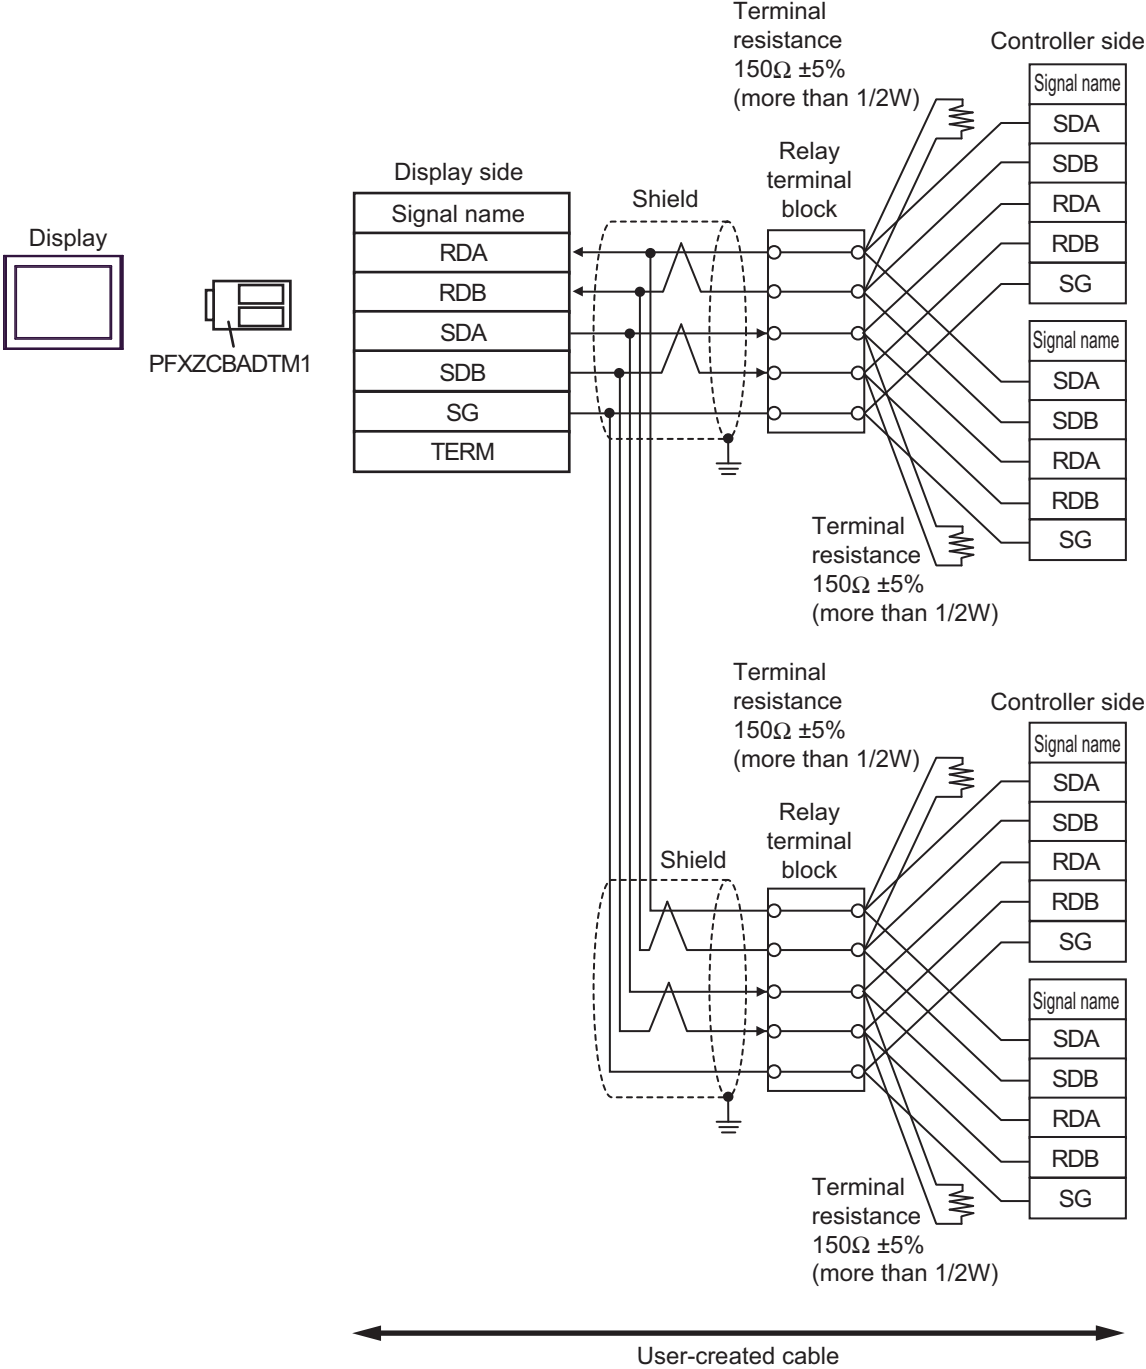 Terminal
resistance
150Ω ±5%
(more than 1/2W)
Controller side
Signal name
SDA
SDB
RDA
RDB
SG
Relay
terminal
block
Display side
Signal name
RDA
RDB
SDA
SDB
SG
TERM
Shield
Display
PFXZCBADTM1
Signal name
SDA
SDB
RDA
RDB
SG
Terminal
resistance
150Ω ±5%
(more than 1/2W)
Terminal
resistance
150Ω ±5%
(more than 1/2W)
Controller side
Signal name
SDA
SDB
RDA
RDB
SG
Relay
terminal
block
Shield
Signal name
SDA
SDB
RDA
RDB
SG
Terminal
resistance
150Ω ±5%
(more than 1/2W)
User-created cable